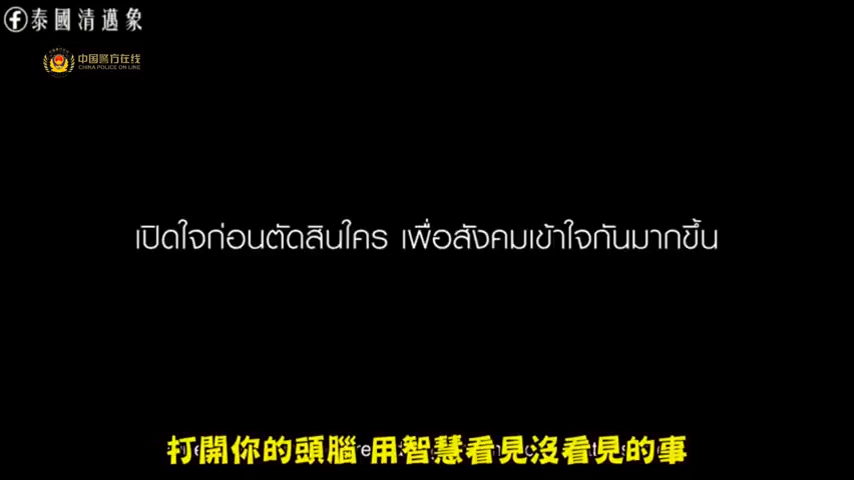 泰國清邁象
中国警方在线
CHINA POLICE ON LINE
เปิดใจก่อนตัดสินใคร เพื่อสังคมเข้าใจกันมากขึ้น
打開你的頭腦 用智慧看見沒看見的事